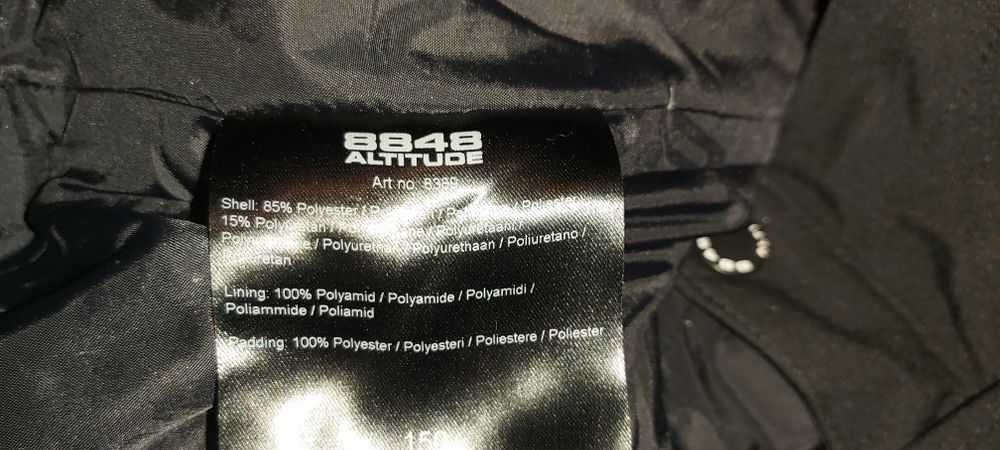 8848
ALTITUDE
Art no.
Shell: 85% Polyester /
15%
/ Polyurethaan / Poliuretano /
Lining: 100% Polyamid / Polyamide / Polyamidi /
Poliammide / Poliamid
Padding: 100% Polyester / Polyesteri / Poliestere / Poliester
150